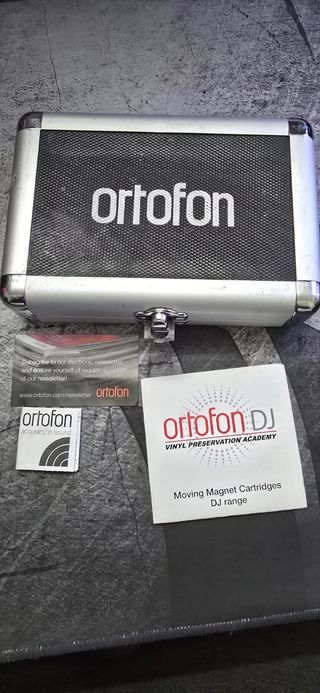 ortofon
Subscribe to our electronic newsletter
and ensure yourself of regular reception
of our newsletter!
www.ortofon.com/newsletter ortofon
ortofon
accuracy in sound
ortofon DJ
VINYL PRESERVATION ACADEMY
Moving Magnet Cartridges
DJ range